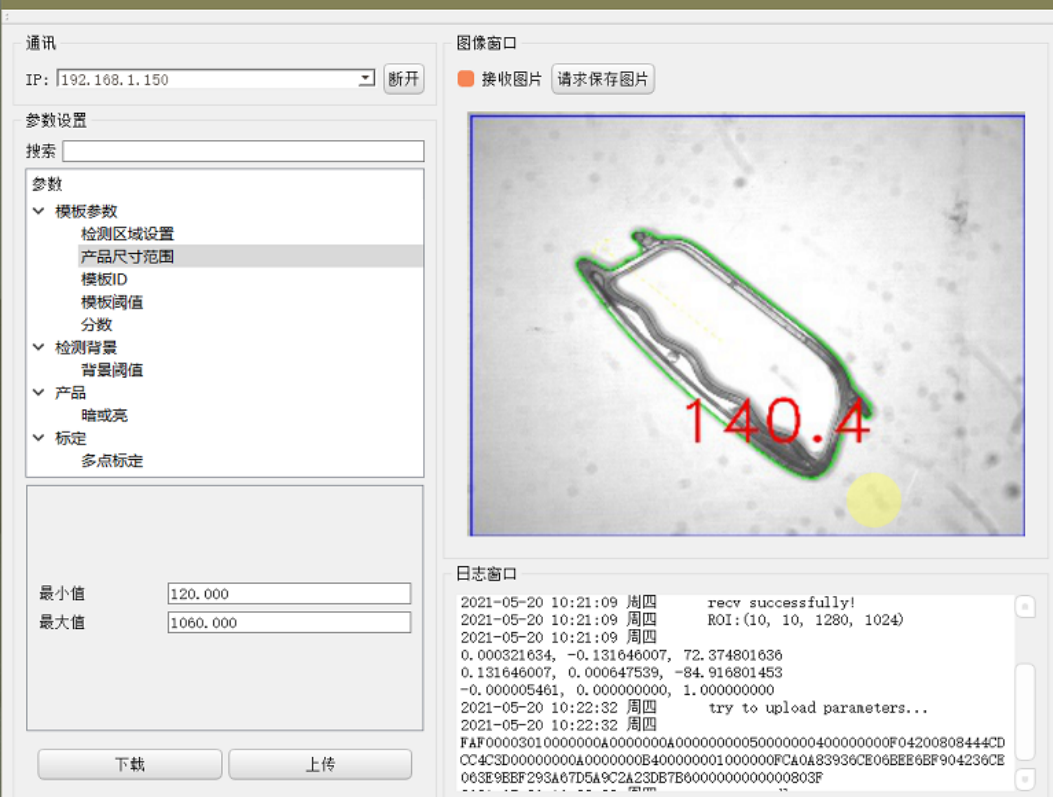 通讯
IP: 192.168.1.150 断开
参数设置
搜索
参数
模板参数
检测区域设置
产品尺寸范围
模板ID
模板阈值
分数
检测背景
背景阈值
产品
暗或亮
标定
多点标定
最小值 120.000
最大值 1060.000
下载 上传
图像窗口
接收图片 请求保存图片
140.4
日志窗口
2021-05-20 10:21:09 周四 recv successfully!
2021-05-20 10:21:09 周四 ROI:(10, 10, 1280, 1024)
2021-05-20 10:21:09 周四
0.000321634, -0.131646007, 72.374801636
0.131646007, 0.000647539, -84.916801453
-0.000005461, 0.000000000, 1.000000000
2021-05-20 10:22:32 周四 try to upload parameters...
2021-05-20 10:22:32 周四